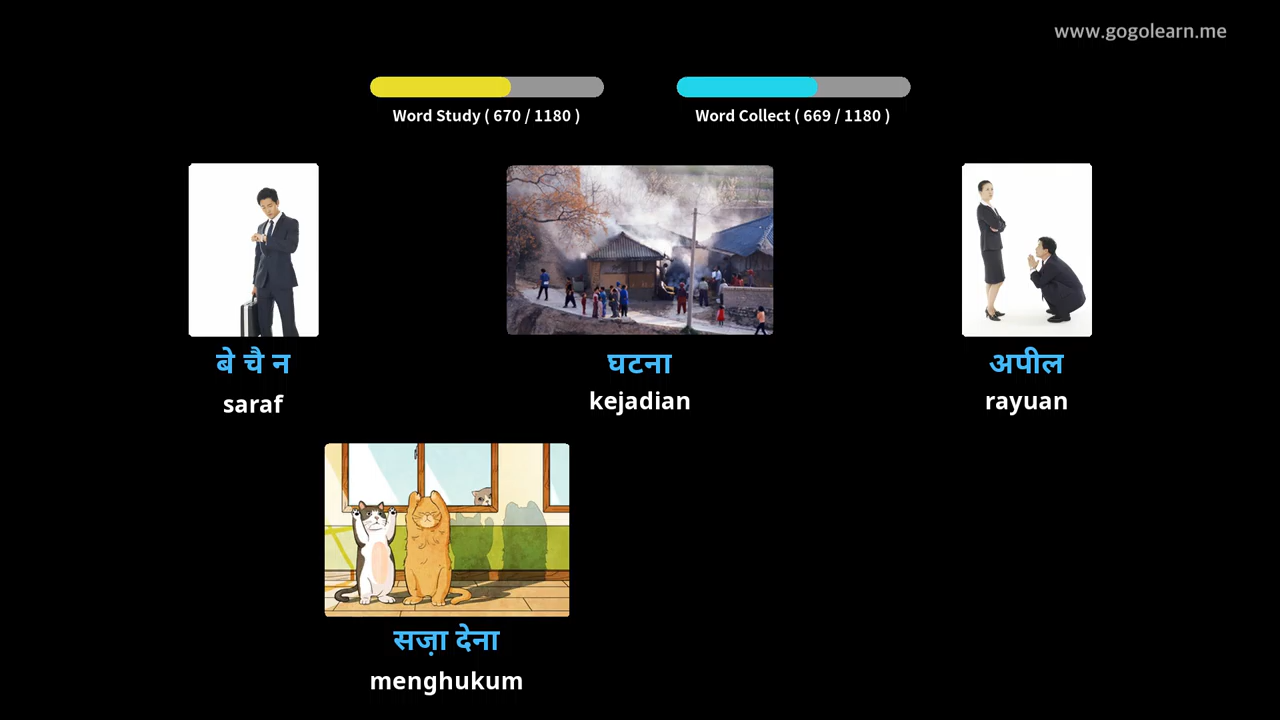 www.gogolearn.me
Word Study ( 670 / 1180 )
Word Collect ( 669 / 1180 )
बे चै न
घटना
अपील
saraf
kejadian
rayuan
सज़ा देना
menghukum